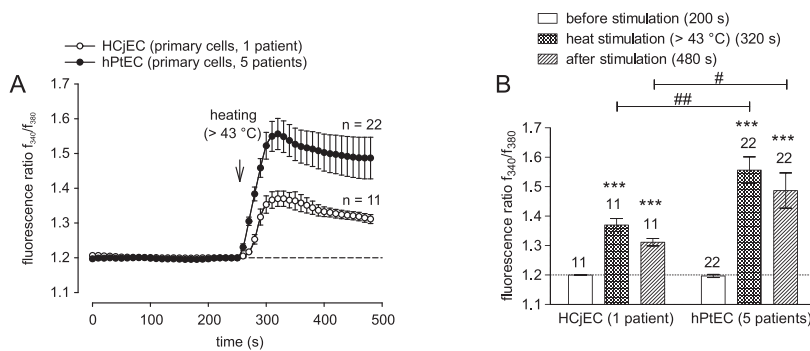 HCjEC (primary cells, 1 patient)
hPtEC (primary cells, 5 patients)
A
1.7
1.6
1.5
1.4
1.3
1.2
1.1
fluorescence ratio f340/f380
heating
(> 43 °C)
n = 22
n = 11
0 100 200 300 400 500
time (s)
before stimulation (200 s)
heat stimulation (> 43 °C) (320 s)
after stimulation (480 s)
B
#
##
1.7
1.6
1.5
1.4
1.3
1.2
1.1
fluorescence ratio f340/f380
*** *** *** ***
11 11 11 22 22 22
HCjEC (1 patient) hPtEC (5 patients)